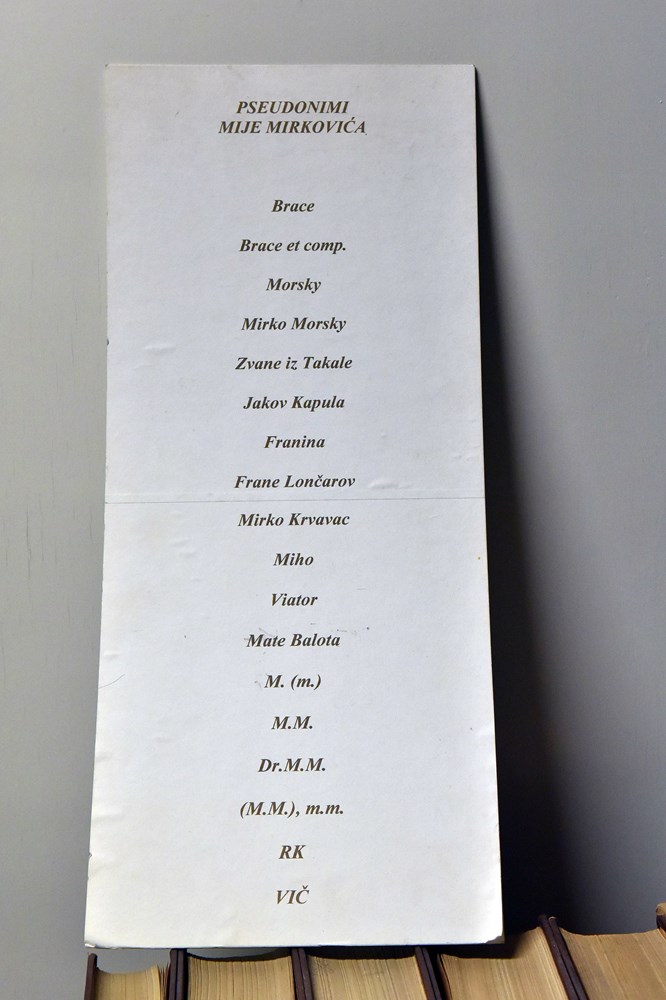 PSEUDONIMI
MIJE MIRKOVIĆA
Brace
Brace et comp.
Morsky
Mirko Morsky
Zvane iz Takale
Jakov Kapula
Franina
Frane Lončarov
Mirko Krvavac
Miho
Viator
Mate Balota
M. (m.)
M.M.
Dr.M.M.
(M.M.), m.m.
RK
VIČ